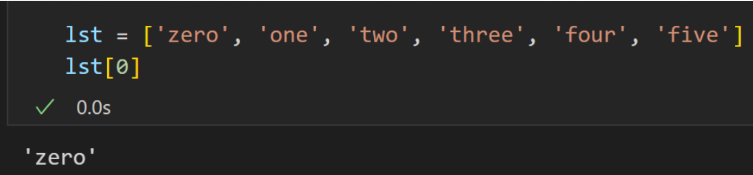 lst = ['zero', 'one', 'two', 'three', 'four', 'five']
lst[0]
✓ 0.0s
'zero'